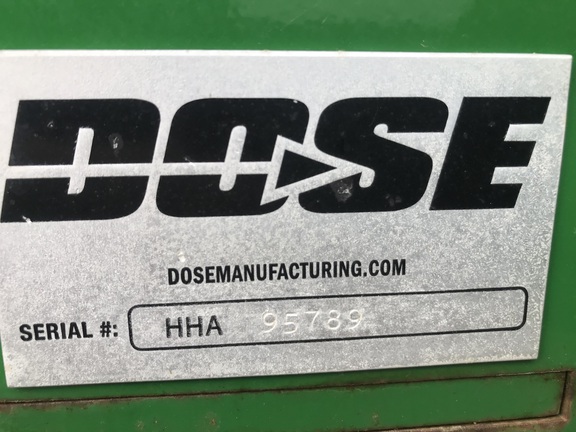 DOSE
DOSEMANUFACTURING.COM
SERIAL #: HHA 95789